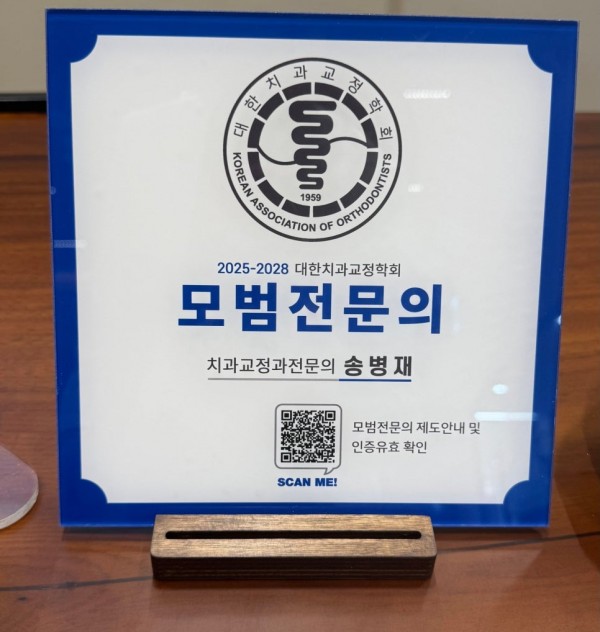 대한치과교정학회
1959
KOREAN ASSOCIATION OF ORTHODONTISTS
2025-2028 대한치과교정학회
모범전문의
치과교정과전문의 송병재
모범전문의 제도안내 및
인증유효 확인
SCAN ME!